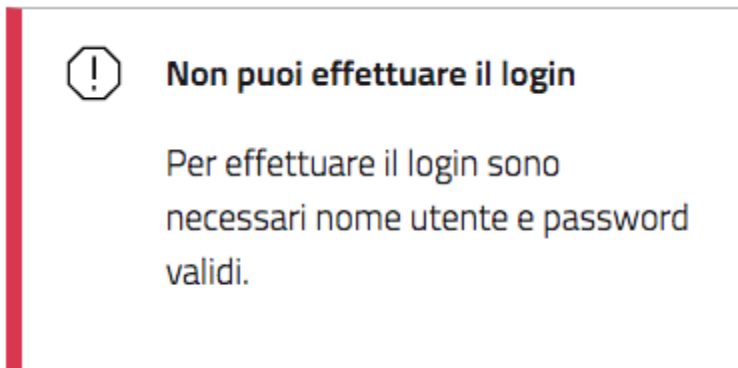 Non puoi effettuare il login
Per effettuare il login sono
necessari nome utente e password
validi.